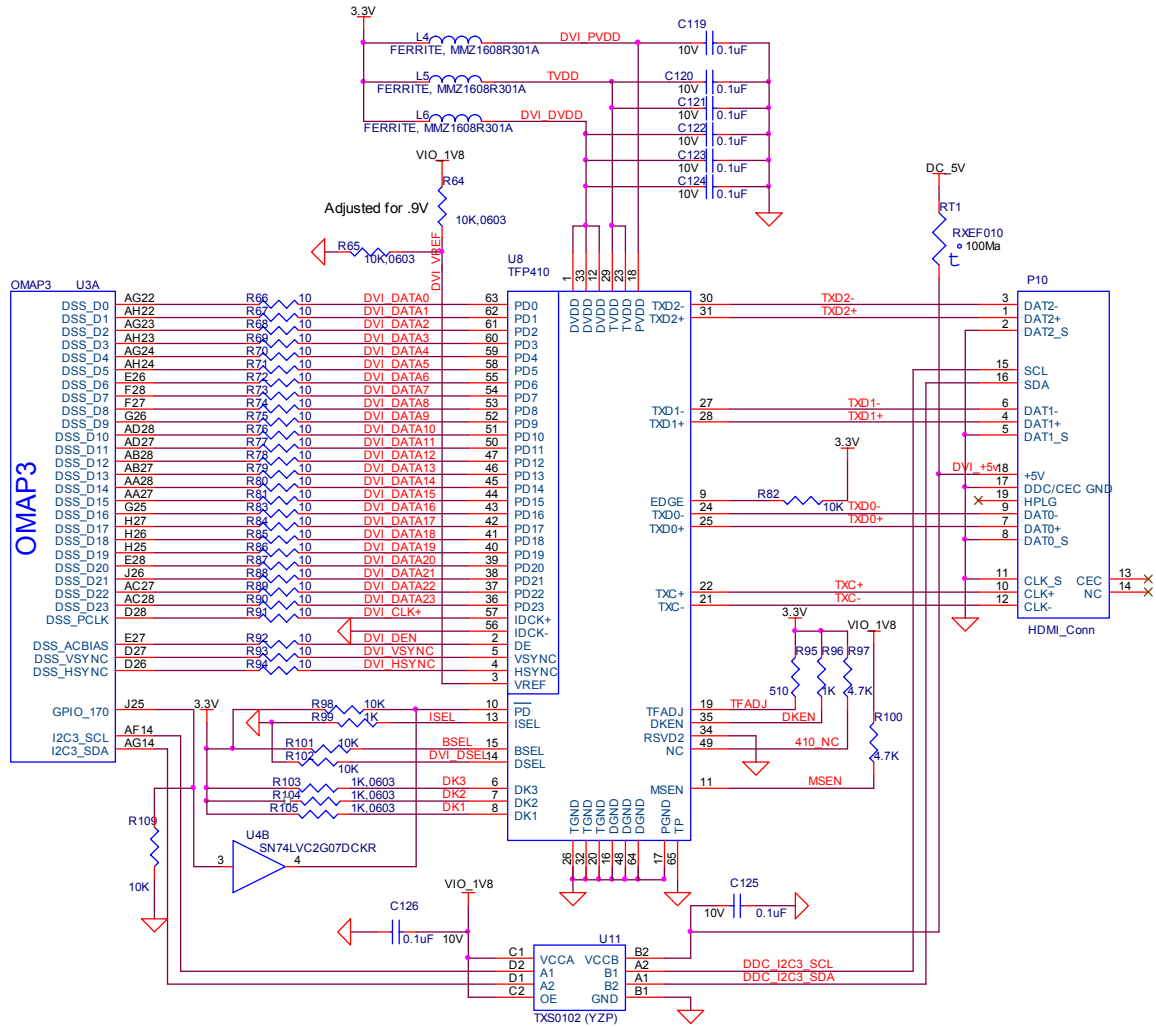 3.3V
L4
DVI_PVDD
C119
FERRITE, MMZ1608R301A
10V
0.1uF
L5
TVDD
C120
FERRITE, MMZ1608R301A
10V
0.1uF
C121
10V
0.1uF
L6
DVI_DVDD
C122
FERRITE, MMZ1608R301A
10V
0.1uF
C123
10V
0.1uF
C124
10V
0.1uF
VIO_1V8
R64
Adjusted for .9V
10K,0603
R65
10K,0603
DVI_VREF
DC_5V
RT1
RXEF010
100Ma
t
U8
TFP410
1 33 12 29 23 18
DVDD DVDD DVDD TVDD TVDD PVDD
OMAP3 U3A
OMAP3
DSS_D0 AG22 R66 10 DVI_DATA0 63 PD0
DSS_D1 AH22 R67 10 DVI_DATA1 62 PD1
DSS_D2 AG23 R68 10 DVI_DATA2 61 PD2
DSS_D3 AH23 R69 10 DVI_DATA3 60 PD3
DSS_D4 AG24 R70 10 DVI_DATA4 59 PD4
DSS_D5 AH24 R71 10 DVI_DATA5 58 PD5
DSS_D6 E26 R72 10 DVI_DATA6 55 PD6
DSS_D7 F28 R73 10 DVI_DATA7 54 PD7
DSS_D8 F27 R74 10 DVI_DATA8 53 PD8
DSS_D9 G26 R75 10 DVI_DATA9 52 PD9
DSS_D10 AD28 R76 10 DVI_DATA10 51 PD10
DSS_D11 AD27 R77 10 DVI_DATA11 50 PD11
DSS_D12 AB28 R78 10 DVI_DATA12 47 PD12
DSS_D13 AB27 R79 10 DVI_DATA13 46 PD13
DSS_D14 AA28 R80 10 DVI_DATA14 45 PD14
DSS_D15 AA27 R81 10 DVI_DATA15 44 PD15
DSS_D16 G25 R83 10 DVI_DATA16 43 PD16
DSS_D17 H27 R84 10 DVI_DATA17 42 PD17
DSS_D18 H26 R85 10 DVI_DATA18 41 PD18
DSS_D19 H25 R86 10 DVI_DATA19 40 PD19
DSS_D20 E28 R87 10 DVI_DATA20 39 PD20
DSS_D21 J26 R88 10 DVI_DATA21 38 PD21
DSS_D22 AC27 R89 10 DVI_DATA22 37 PD22
DSS_D23 AC28 R90 10 DVI_DATA23 36 PD23
DSS_PCLK D28 R91 10 DVI_CLK+ 57 IDCK+
56 IDCK-
DSS_ACBIAS E27 R92 10 DVI_DEN 2 DE
DSS_VSYNC D27 R93 10 DVI_VSYNC 5 VSYNC
DSS_HSYNC D26 R94 10 DVI_HSYNC 4 HSYNC
3 VREF
GPIO_170 J25
3.3V
R98 10K 10 PD
R99 1K ISEL 13 ISEL
I2C3_SCL AF14
I2C3_SDA AG14
R101 10K BSEL 15 BSEL
R102 10K DVI_DSEL 14 DSEL
R103 1K,0603 DK3 6 DK3
R104 1K,0603 DK2 7 DK2
R105 1K,0603 DK1 8 DK1
R109
10K
U4B
SN74LVC2G07DCKR
3 4
P10
TXD2- 30 TXD2- 3 DAT2-
TXD2+ 31 TXD2+ 1 DAT2+
2 DAT2_S
15 SCL
16 SDA
TXD1- 27 TXD1- 6 DAT1-
TXD1+ 28 TXD1+ 4 DAT1+
5 DAT1_S
3.3V
DVI_+5v 18 +5V
17 DDC/CEC GND
EDGE 9 R82 10K 19 HPLG
TXD0- 24 TXD0- 9 DAT0-
TXD0+ 25 TXD0+ 7 DAT0+
8 DAT0_S
11 CLK_S CEC 13
TXC+ 22 TXC+ 10 CLK+ NC 14
TXC- 21 TXC- 12 CLK-
HDMI_Conn
3.3V
VIO_1V8
R95 R96 R97
510 1K 4.7K
TFADJ 19 TFADJ
DKEN 35 DKEN
RSVD2 34
NC 49 410_NC
R100
4.7K
MSEN 11 MSEN
TGND TGND TGND DGND DGND DGND PGND TP
26 32 20 16 48 64 17 65
VIO_1V8
C126
0.1uF 10V
C125
10V 0.1uF
U11
C1 VCCA VCCB B2
D2 A1 B1 A2 DDC_I2C3_SCL
D1 A2 B2 A1 DDC_I2C3_SDA
C2 OE GND B1
TXS0102 (YZP)